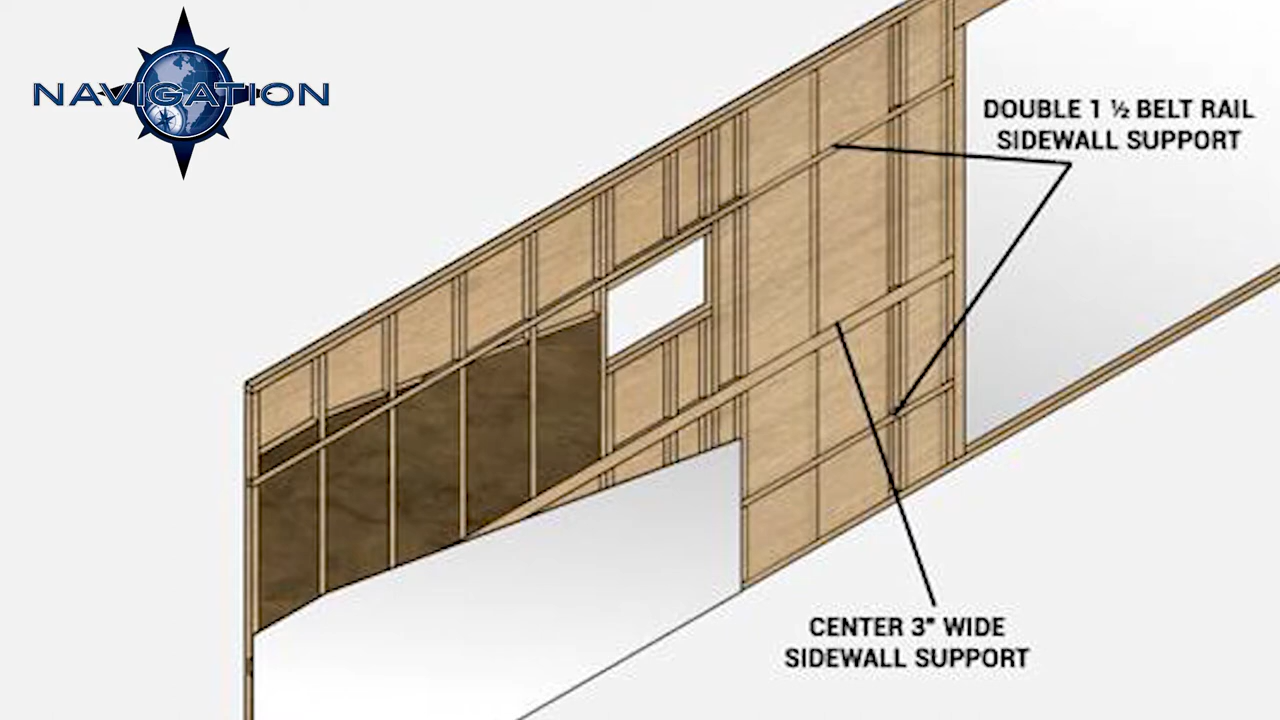 NAVIGATION
DOUBLE 1 ½ BELT RAIL
SIDEWALL SUPPORT
CENTER 3" WIDE
SIDEWALL SUPPORT